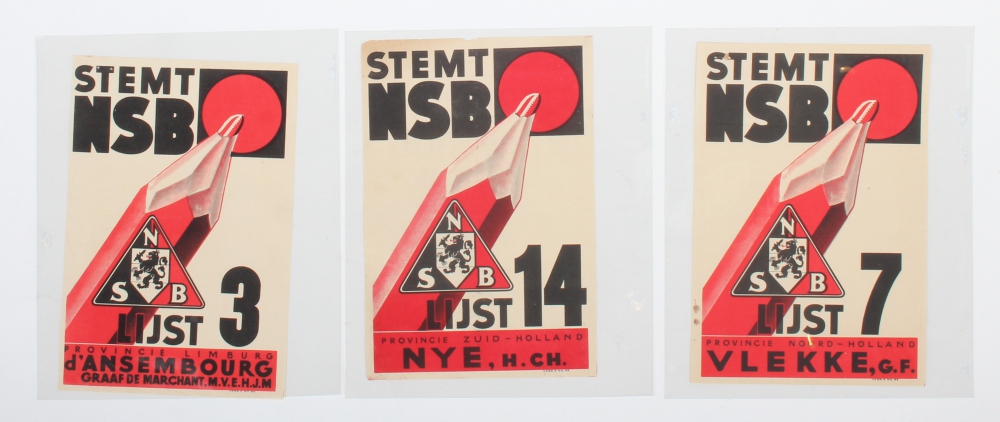 STEMT
NSB
N
S B
LIJST 3
PROVINCIE LIMBURG
d'ANSEMBOURG
GRAAF DE MARCHANT. M.V.E.H.J.M
STEMT
NSB
N
S B
LIJST 14
PROVINCIE ZUID-HOLLAND
NYE, H.CH.
STEMT
NSB
N
S B
LIJST 7
PROVINCIE NOORD-HOLLAND
VLEKKE, G.F.